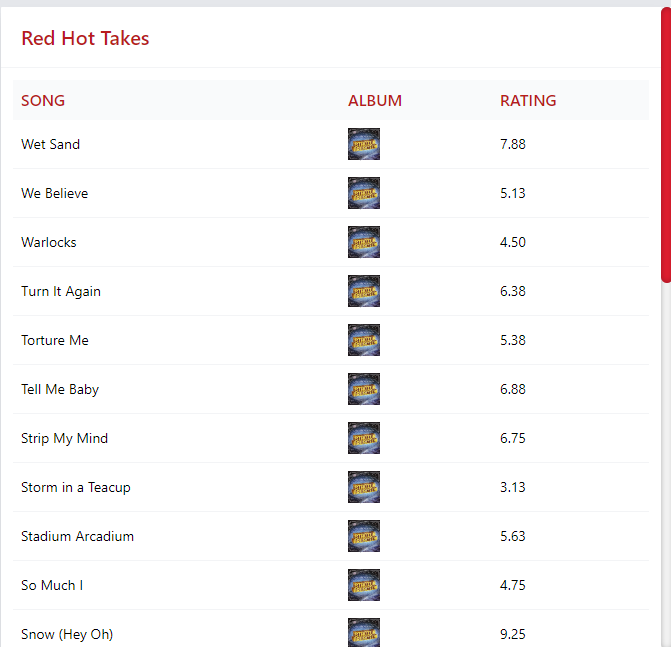 Red Hot Takes
SONG ALBUM RATING
Wet Sand 7.88
We Believe 5.13
Warlocks 4.50
Turn It Again 6.38
Torture Me 5.38
Tell Me Baby 6.88
Strip My Mind 6.75
Storm in a Teacup 3.13
Stadium Arcadium 5.63
So Much I 4.75
Snow (Hey Oh) 9.25